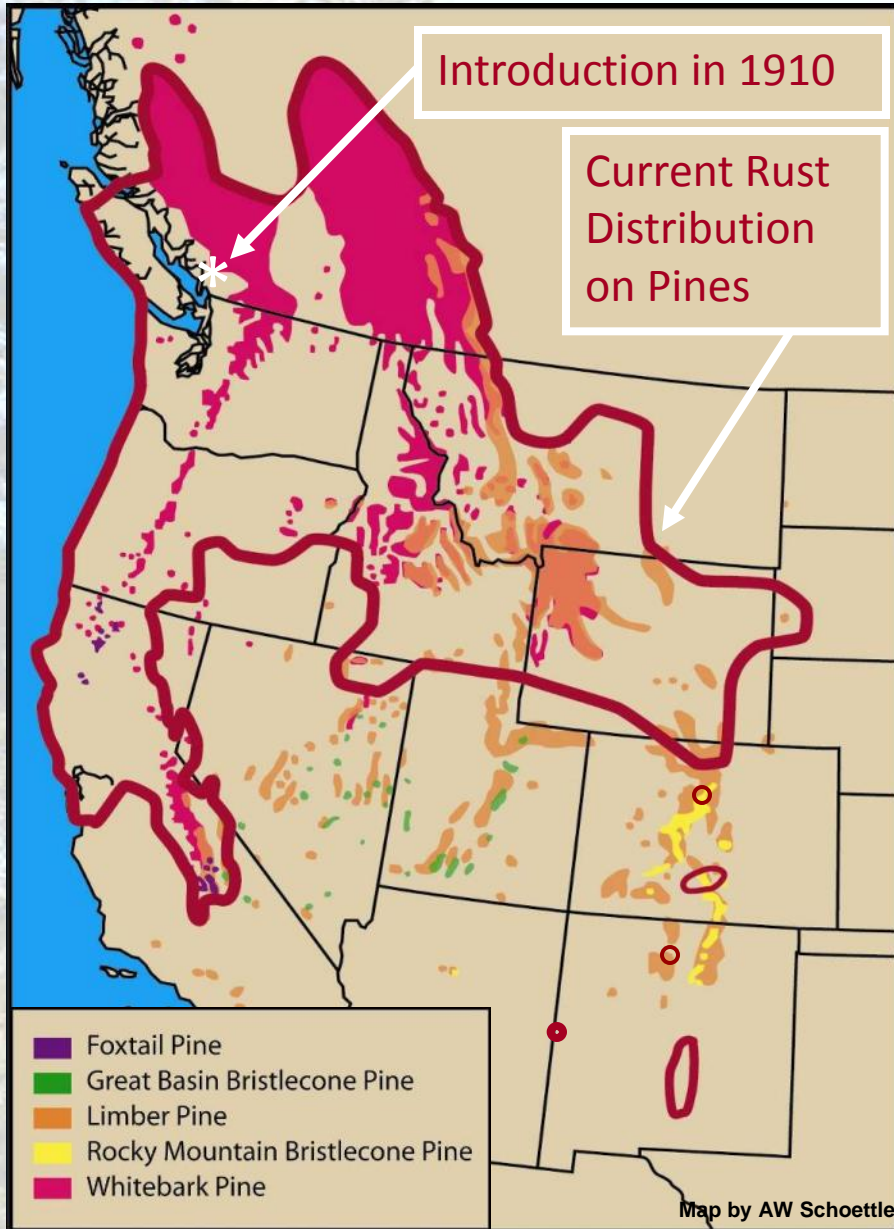 Introduction in 1910
Current Rust
Distribution
on Pines
*
Foxtail Pine
Great Basin Bristlecone Pine
Limber Pine
Rocky Mountain Bristlecone Pine
Whitebark Pine
Map by AW Schoettle